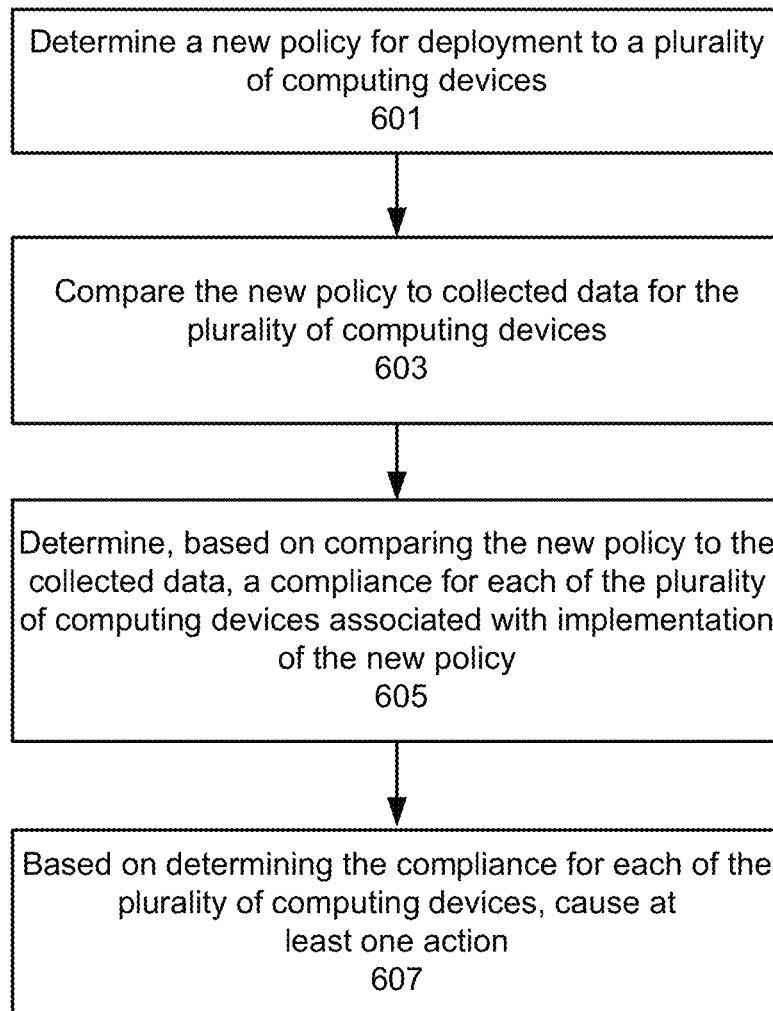 Determine a new policy for deployment to a plurality
of computing devices
601
Compare the new policy to collected data for the
plurality of computing devices
603
Determine, based on comparing the new policy to the
collected data, a compliance for each of the plurality
of computing devices associated with implementation
of the new policy
605
Based on determining the compliance for each of the
plurality of computing devices, cause at
least one action
607